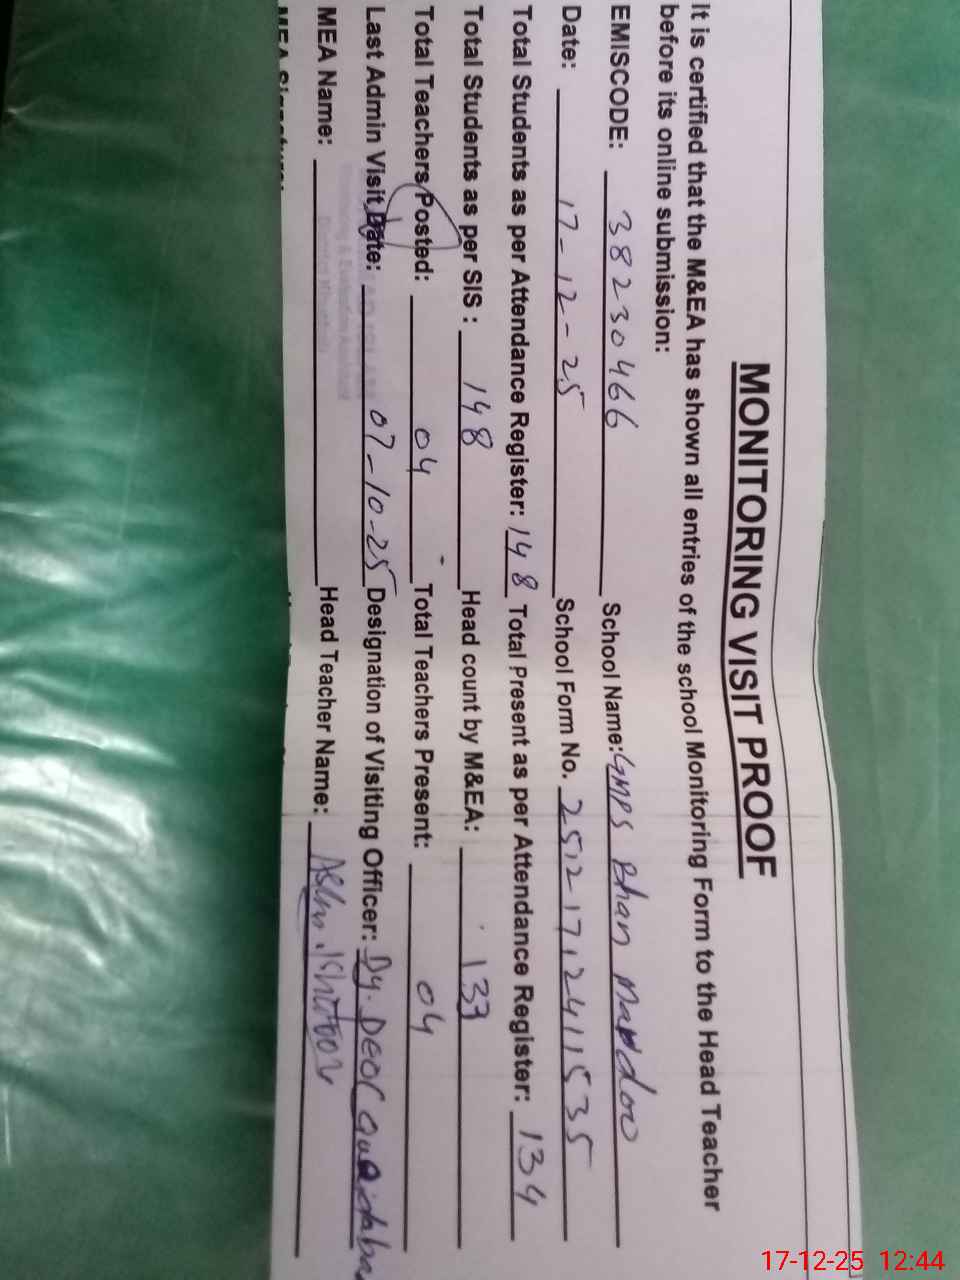 MONITORING VISIT PROOF
It is certified that the M&EA has shown all entries of the school Monitoring Form to the Head Teacher
before its online submission:
EMISCODE: 38230466 School Name: GMPS Bhan Mandoo
Date: 17-12-25 School Form No. 25121712411535
Total Students as per Attendance Register: 148 Total Present as per Attendance Register: 134
Total Students as per SIS : 148 Head count by M&EA: 133
Total Teachers Posted: 04 Total Teachers Present: 04
Last Admin Visit Date: 07-10-25 Designation of Visiting Officer: Dy. DEO
MEA Name: Head Teacher Name:
17-12-25 12:44